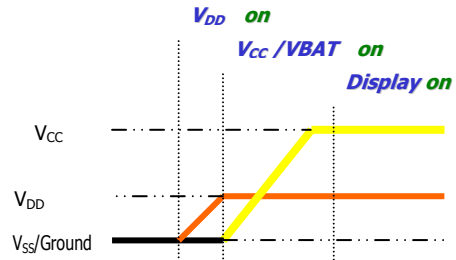 VDD on
VCC /VBAT on
Display on
VCC
VDD
VSS/Ground